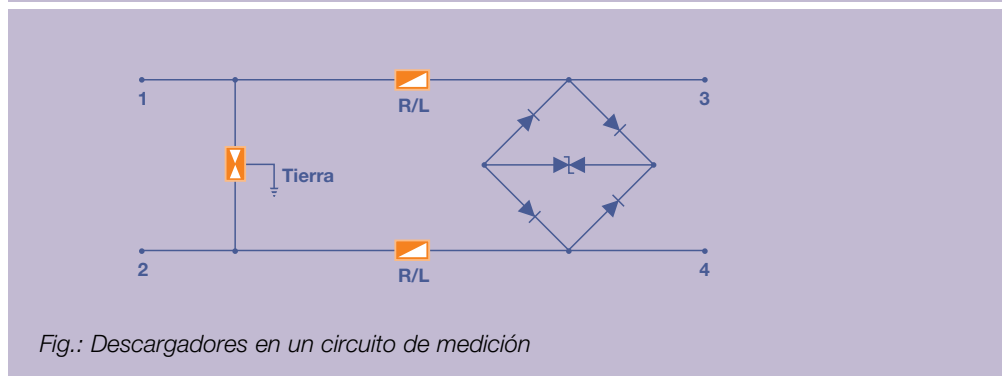 1
R/L
3
Tierra
2
R/L
4
Fig.: Descargadores en un circuito de medición